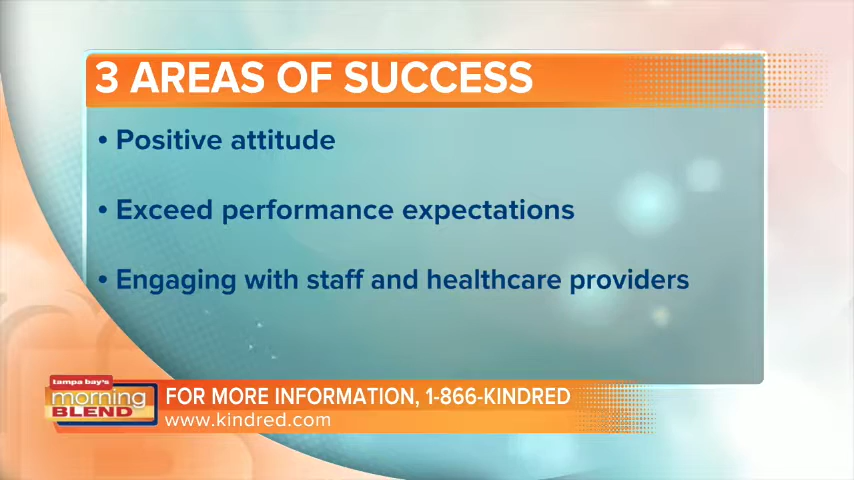 3 AREAS OF SUCCESS
• Positive attitude
• Exceed performance expectations
• Engaging with staff and healthcare providers
tampa bay's
morning
BLEND
FOR MORE INFORMATION, 1-866-KINDRED
www.kindred.com